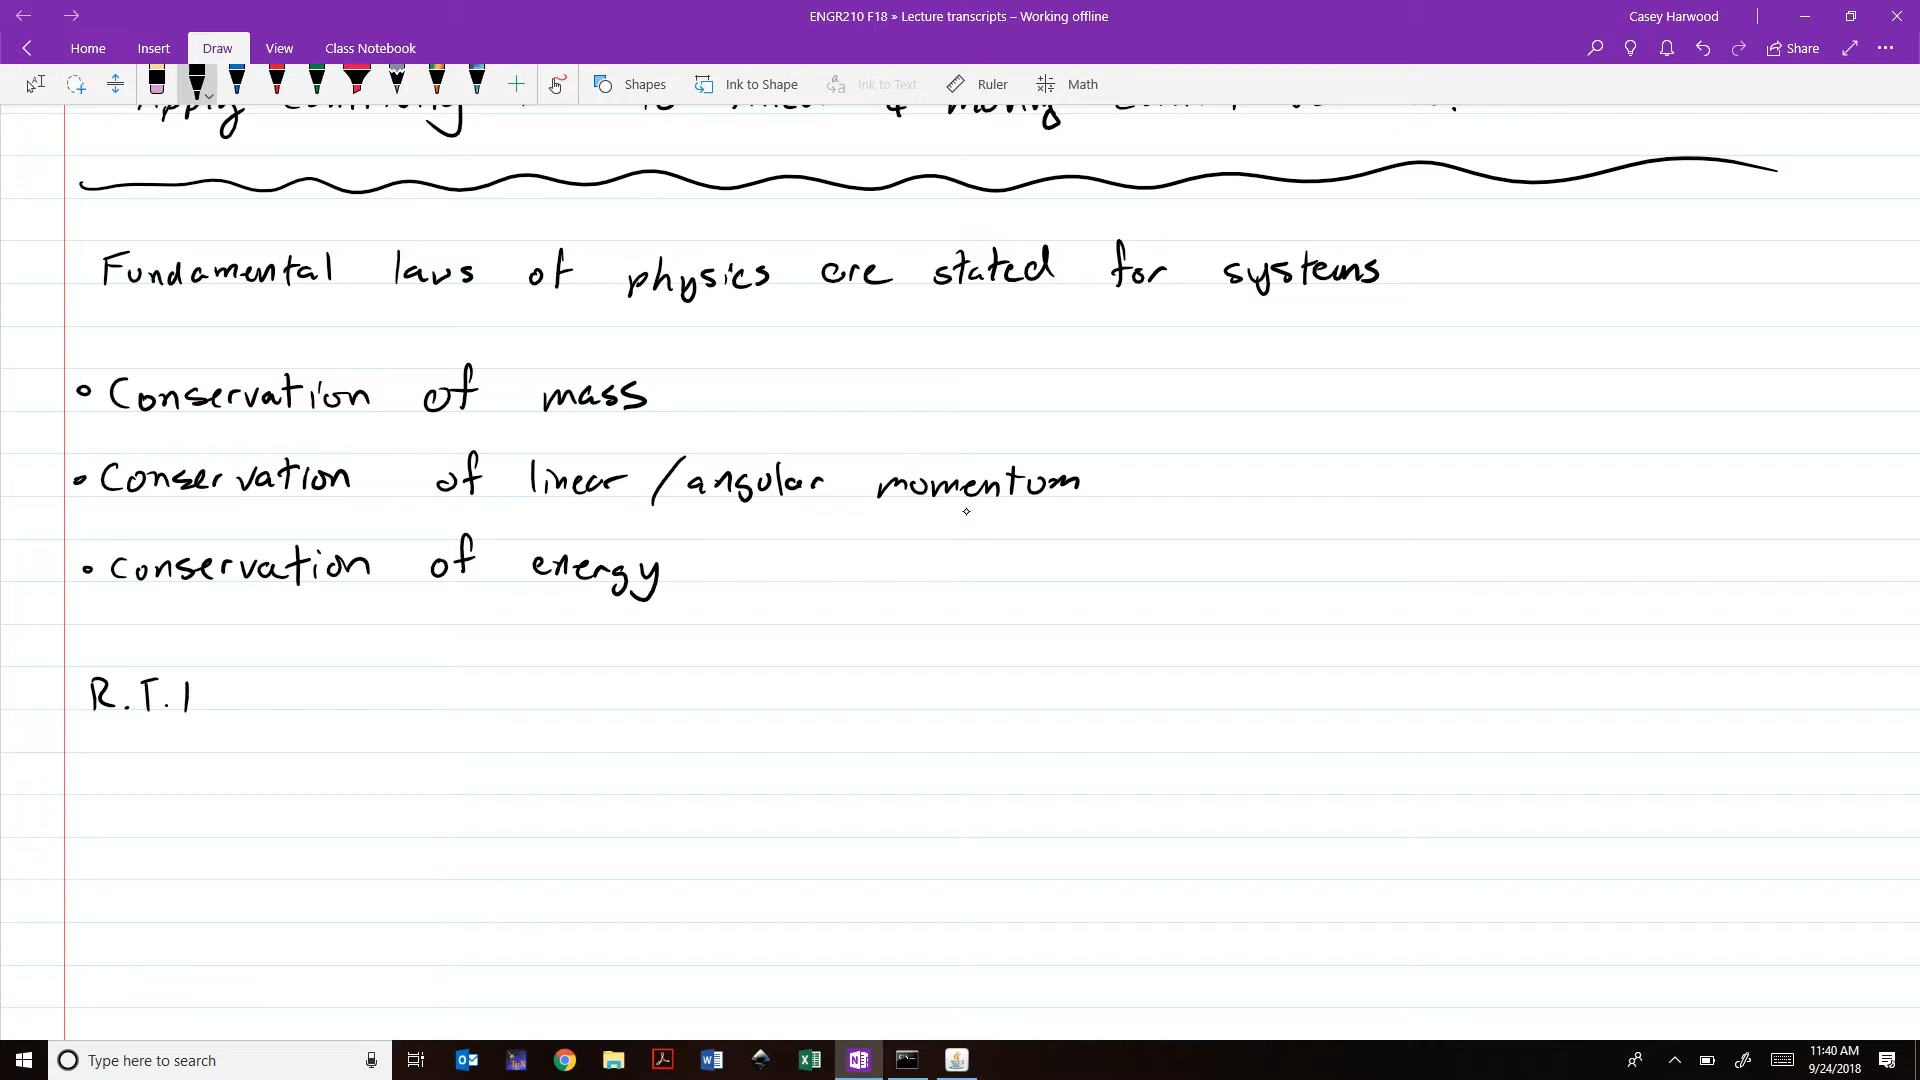 ENGR210 F18 » Lecture transcripts – Working offline
Casey Harwood
Home Insert Draw View Class Notebook
Share
Shapes Ink to Shape Ink to Text Ruler Math
Apply & moving
Fundamental laws of physics are stated for systems
• Conservation of mass
• Conservation of linear/angular momentum
• conservation of energy
R.T.I
Type here to search
11:40 AM
9/24/2018